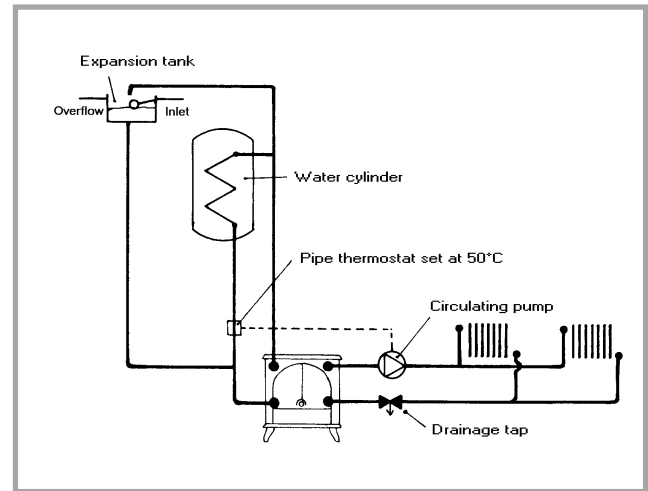 Expansion tank
Overflow
Inlet
Water cylinder
Pipe thermostat set at 50°C
Circulating pump
Drainage tap